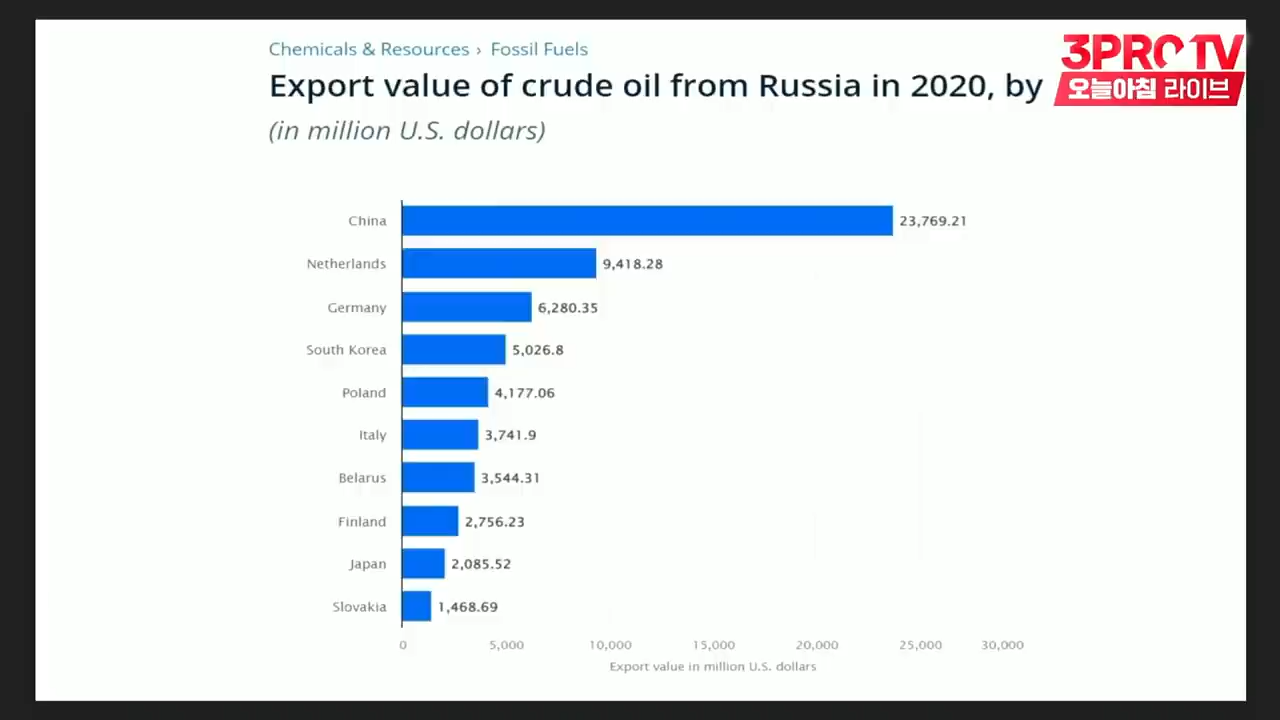 Chemicals & Resources › Fossil Fuels
3PRO TV
Export value of crude oil from Russia in 2020, by
오늘아침 라이브
(in million U.S. dollars)
China 23,769.21
Netherlands 9,418.28
Germany 6,280.35
South Korea 5,026.8
Poland 4,177.06
Italy 3,741.9
Belarus 3,544.31
Finland 2,756.23
Japan 2,085.52
Slovakia 1,468.69
0 5,000 10,000 15,000 20,000 25,000 30,000
Export value in million U.S. dollars